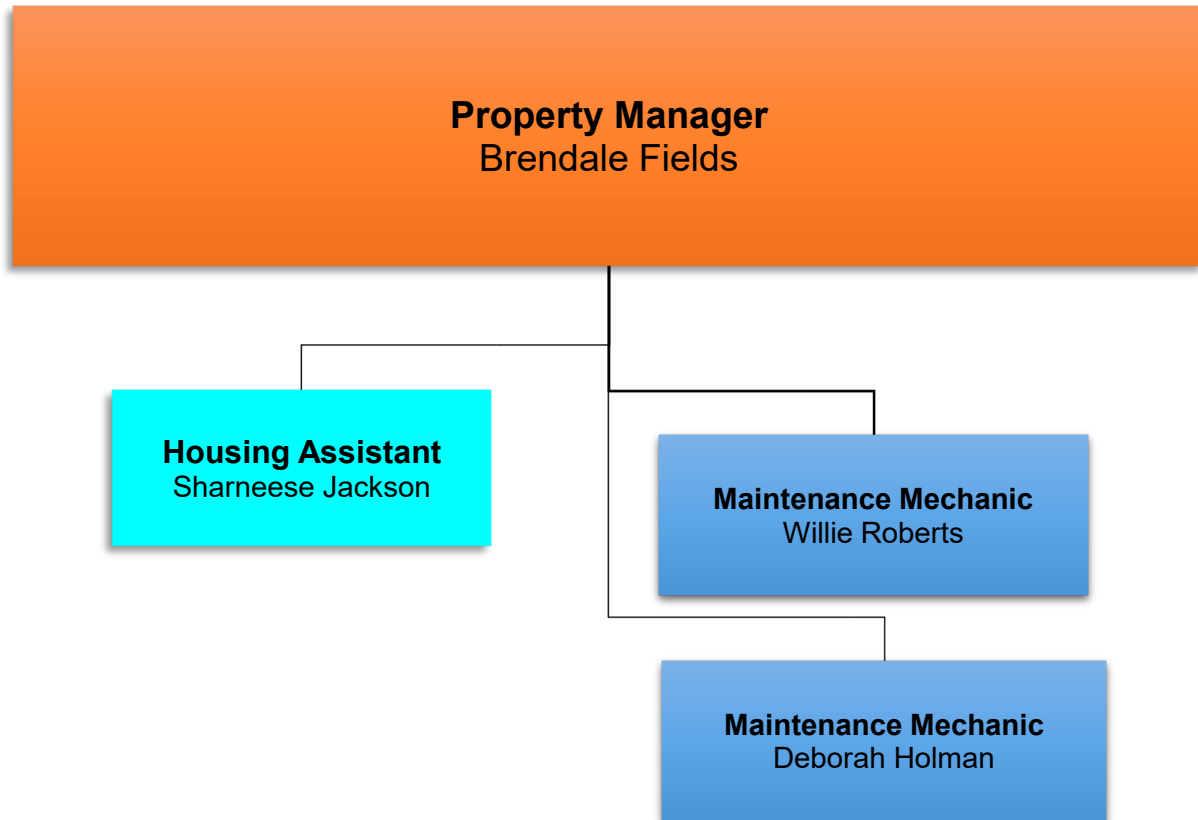 Property Manager
Brendale Fields
Housing Assistant
Sharneese Jackson
Maintenance Mechanic
Willie Roberts
Maintenance Mechanic
Deborah Holman